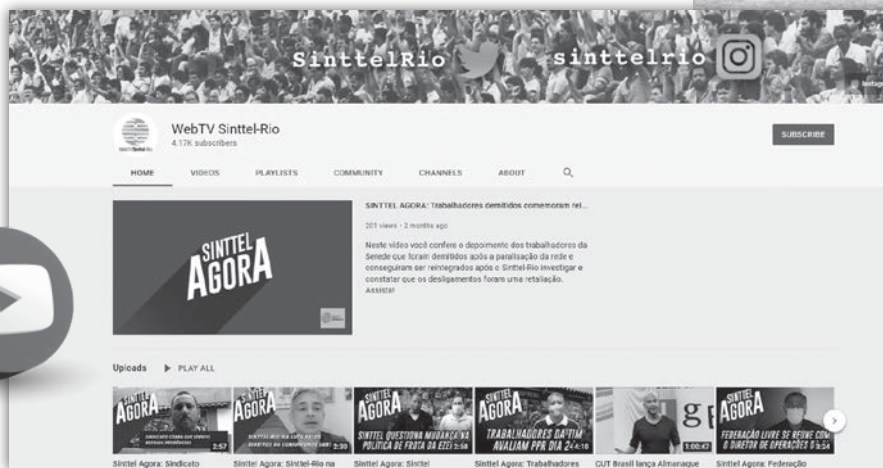 SinttelRio
sinttelrio
WebTV Sinttel-Rio
4.17K subscribers
SUBSCRIBE
HOME VIDEOS PLAYLISTS COMMUNITY CHANNELS ABOUT
SINTTEL AGORA
SINTTEL AGORA: Trabalhadores demitidos comemoram rei...
201 views • 2 months ago
Neste vídeo você confere o depoimento dos trabalhadores da
Serede que foram demitidos após a paralisação da rede e
conseguiram ser reintegrados após o Sinttel-Rio investigar e
constatar que os desligamentos foram uma retaliação.
Assista!
Uploads PLAY ALL
SINTTEL AGORA
2:57
SINTTEL AGORA
SINTTEL-RIO NA LUTA
2:30
SINTTEL AGORA
SINTTEL QUESTIONA MUDANÇA NA
POLÍTICA DE FROTA DA EZEI
2:58
SINTTEL AGORA
TRABALHADORES DA TIM
AVALIAM PPR DIA 24
4:10
1:00:47
SINTTEL AGORA
FEDERAÇÃO LIVRE SE REÚNE COM
O DIRETOR DE OPERAÇÕES
3:34
Sinttel Agora: Sindicato
Sinttel Agora: Sinttel-Rio na
Sinttel Agora: Sinttel
Sinttel Agora: Trabalhadores
CUT Brasil lança Almanaque
Sinttel Agora: Federação